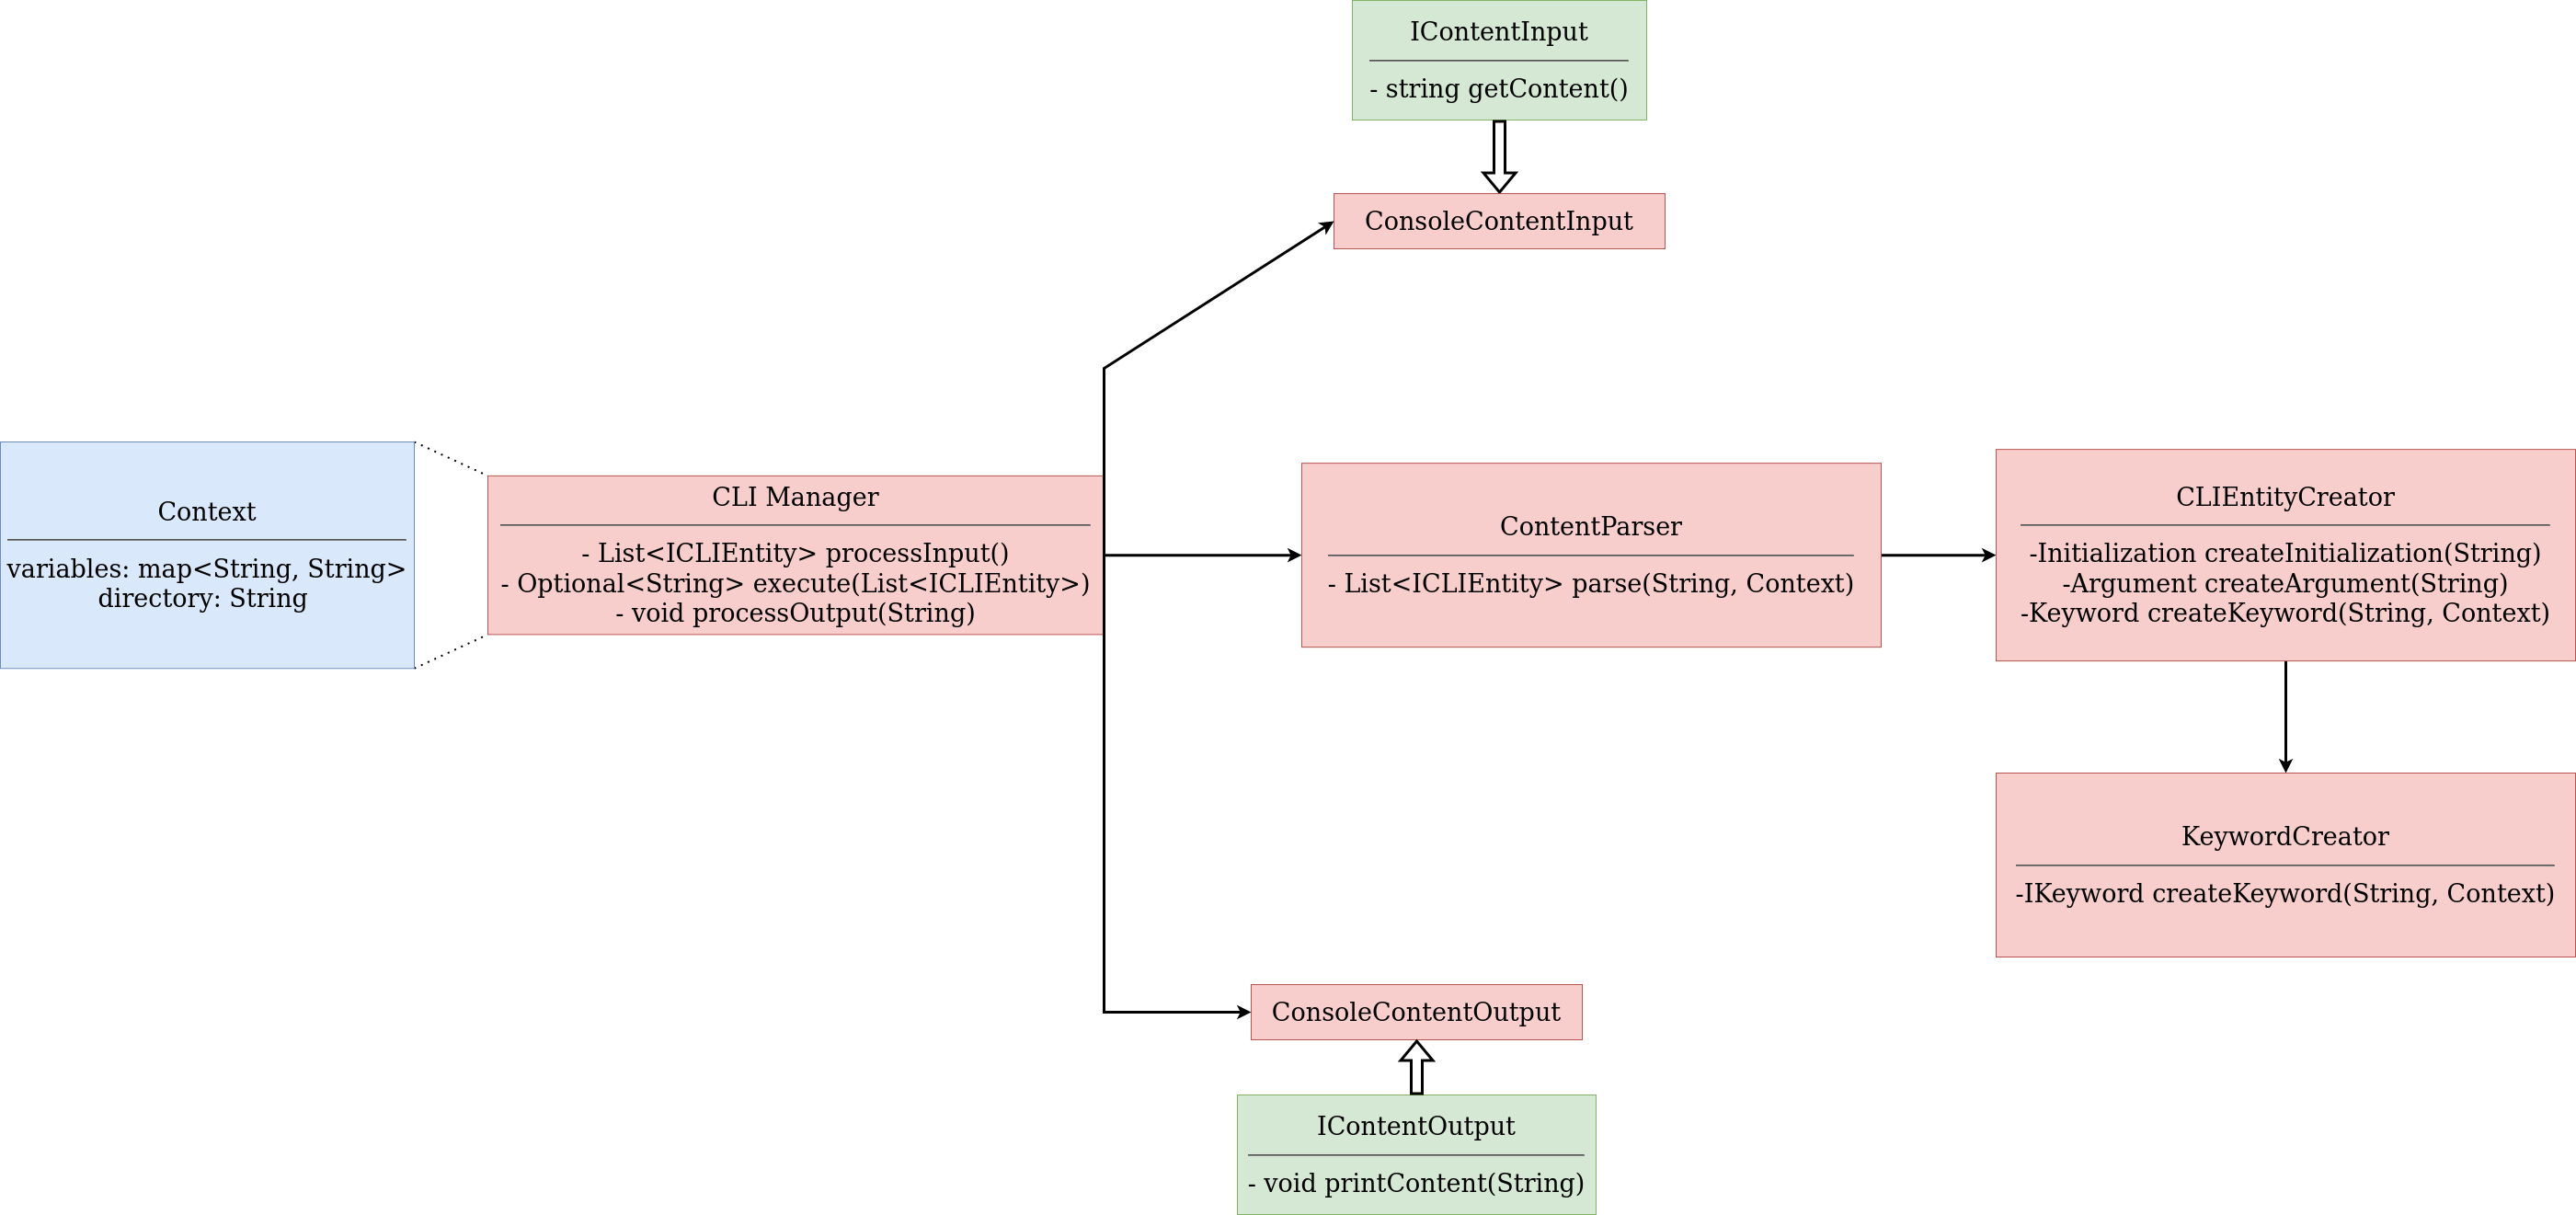 IContentInput
- string getContent()
ConsoleContentInput
Context
variables: map<String, String>
directory: String
CLI Manager
- List<ICLIEntity> processInput()
- Optional<String> execute(List<ICLIEntity>)
- void processOutput(String)
ContentParser
- List<ICLIEntity> parse(String, Context)
CLIEntityCreator
-Initialization createInitialization(String)
-Argument createArgument(String)
-Keyword createKeyword(String, Context)
KeywordCreator
-IKeyword createKeyword(String, Context)
ConsoleContentOutput
IContentOutput
- void printContent(String)